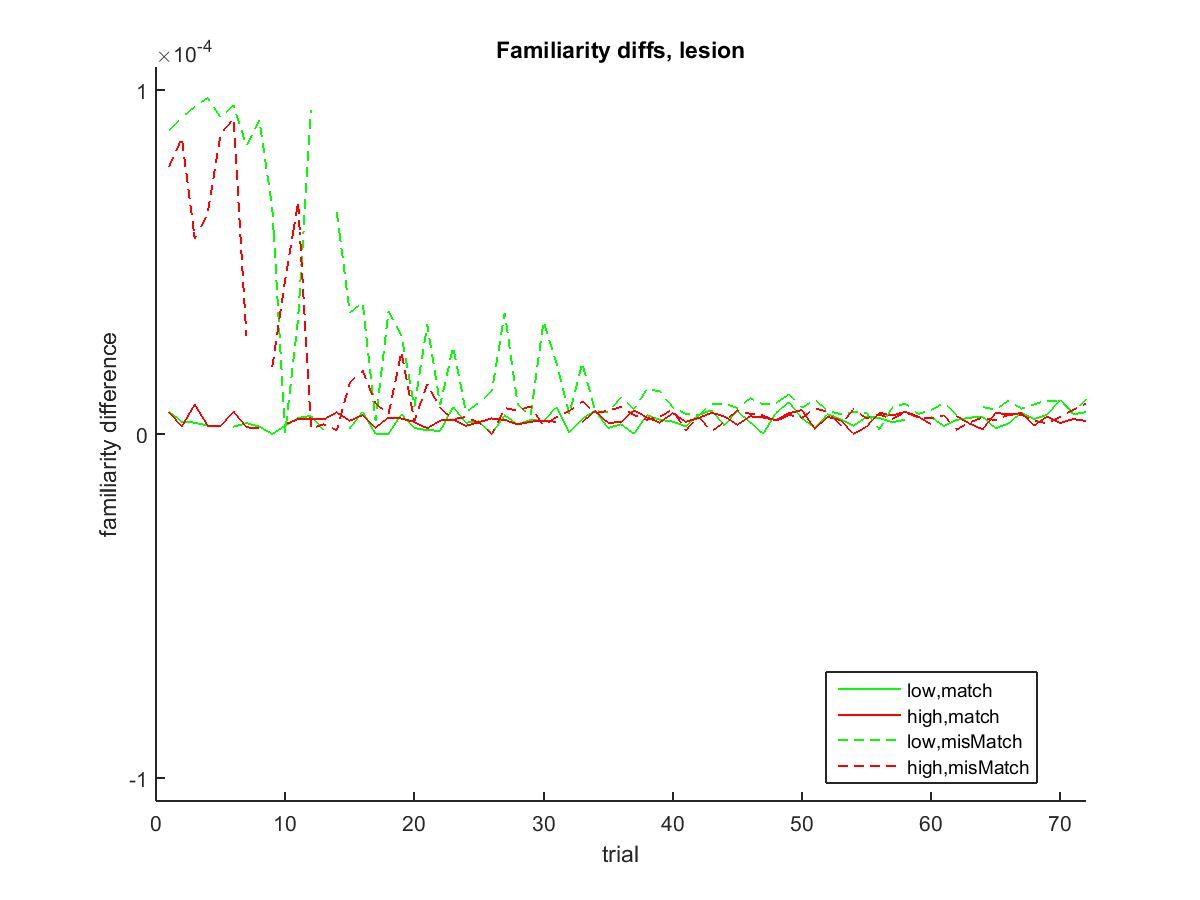 ×10-4
Familiarity diffs, lesion
1
0
-1
familiarity difference
low,match
high,match
low,misMatch
high,misMatch
0 10 20 30 40 50 60 70
trial